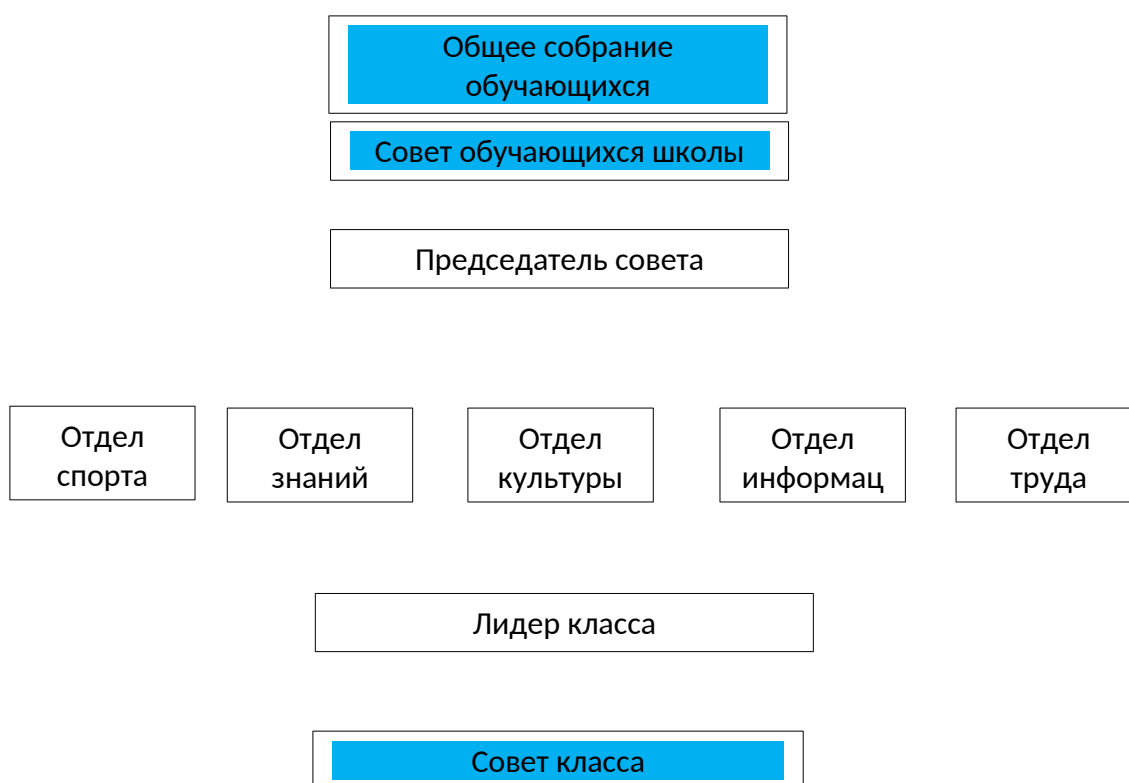 Общее собрание
обучающихся
Совет обучающихся школы
Председатель совета
Отдел
спорта
Отдел
знаний
Отдел
культуры
Отдел
информац
Отдел
труда
Лидер класса
Совет класса